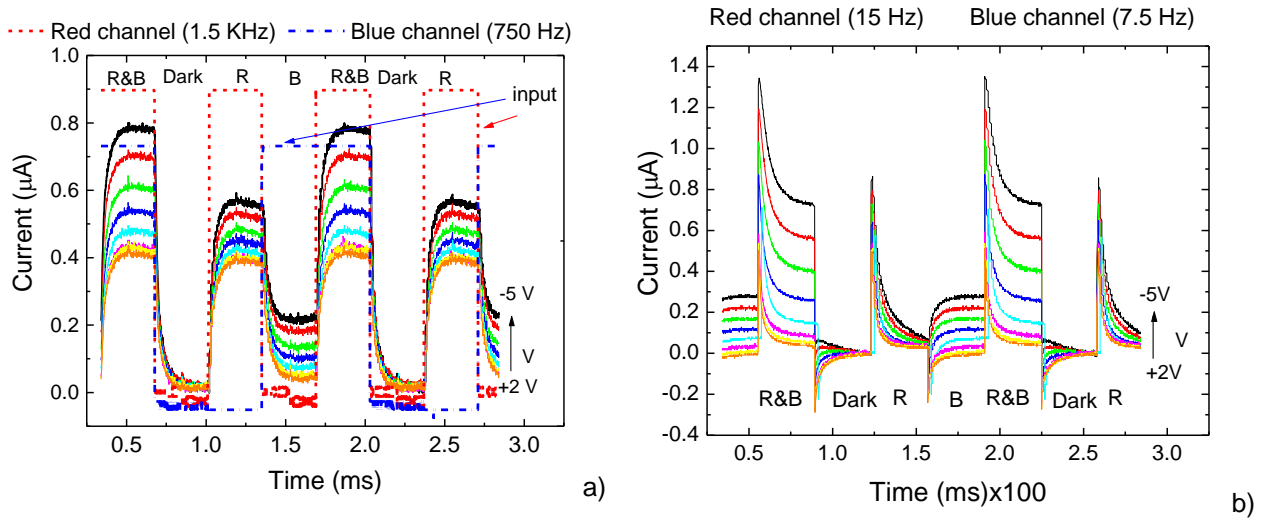 Red channel (1.5 KHz) Blue channel (750 Hz)
R&B Dark R B R&B Dark R
input
0.8
0.6
0.4
0.2
0.0
Current (μA)
-5 V
V
+2 V
0.5 1.0 1.5 2.0 2.5 3.0
Time (ms)
a)
Red channel (15 Hz) Blue channel (7.5 Hz)
1.4
1.2
1.0
0.8
0.6
0.4
0.2
0.0
-0.2
-0.4
Current (μA)
-5V
V
+2V
R&B Dark R B R&B Dark R
0.5 1.0 1.5 2.0 2.5 3.0
Time (ms)x100
b)